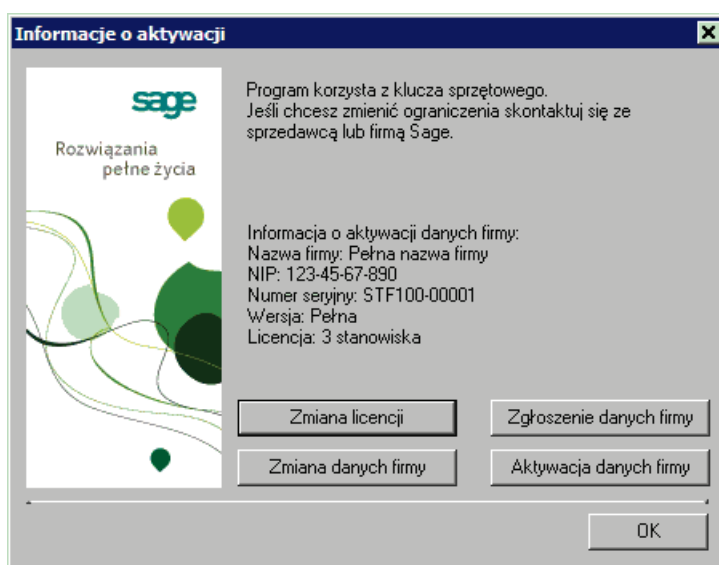 Informacje o aktywacji
sage
Rozwiązania
pełne życia
Program korzysta z klucza sprzętowego.
Jeśli chcesz zmienić ograniczenia skontaktuj się ze
sprzedawcą lub firmą Sage.
Informacja o aktywacji danych firmy:
Nazwa firmy: Pełna nazwa firmy
NIP: 123-45-67-890
Numer seryjny: STF100-00001
Wersja: Pełna
Licencja: 3 stanowiska
Zmiana licencji
Zgłoszenie danych firmy
Zmiana danych firmy
Aktywacja danych firmy
OK